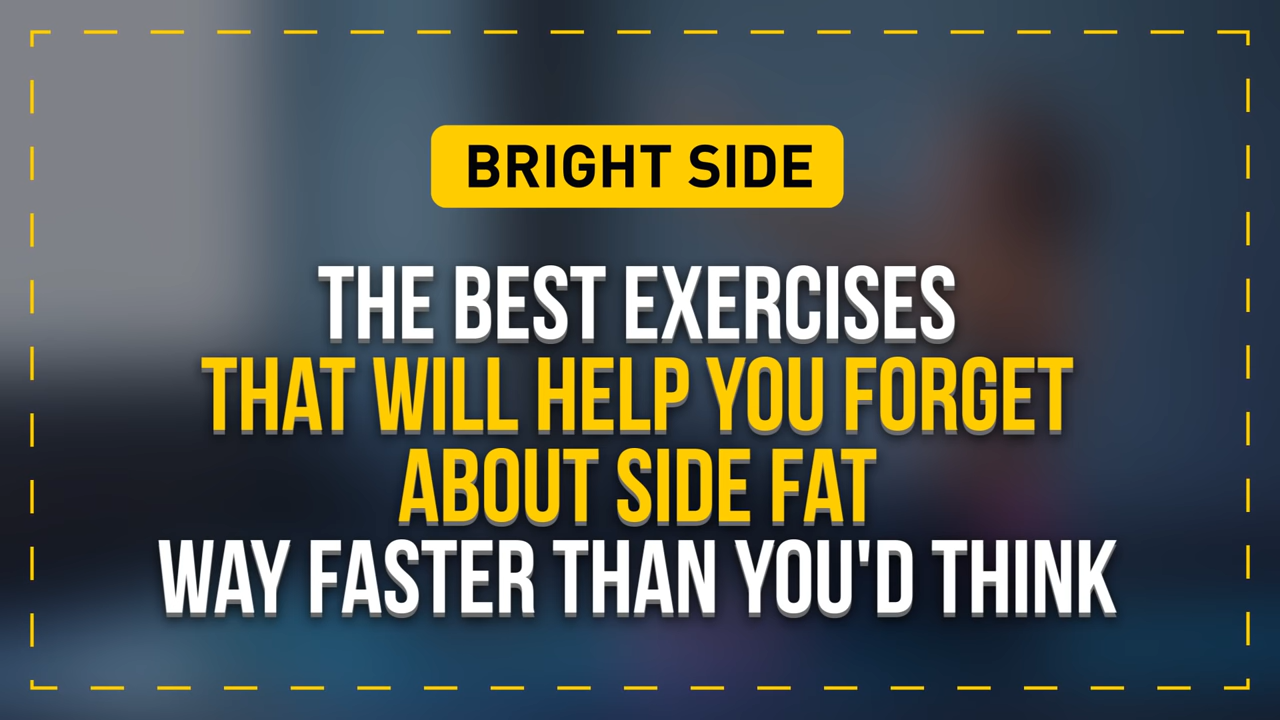 BRIGHT SIDE
THE BEST EXERCISES
THAT WILL HELP YOU FORGET
ABOUT SIDE FAT
WAY FASTER THAN YOU'D THINK